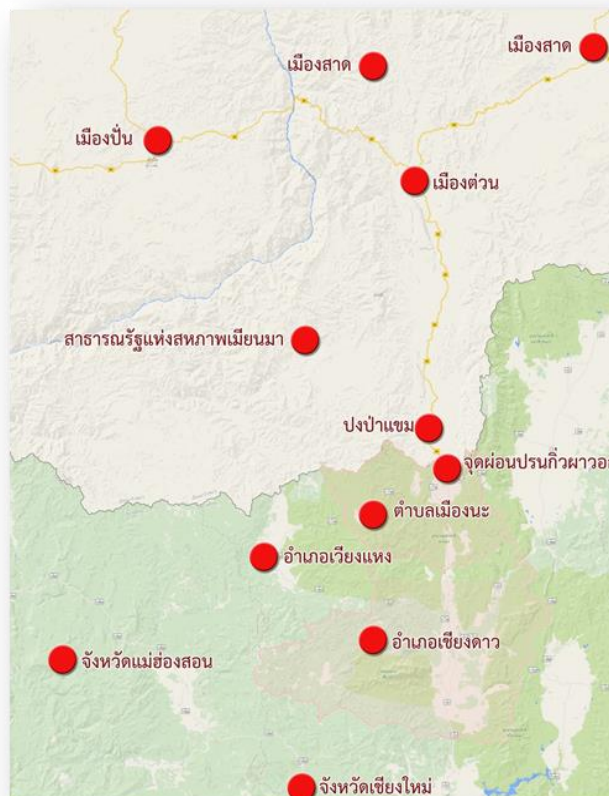 เมืองสาด
เมืองสาด
เมืองปั่น
เมืองต่วน
สาธารณรัฐแห่งสหภาพเมียนมา
ปงป่าแขม
จุดผ่อนปรนกิ่วผาวอก
ตำบลเมืองนะ
อำเภอเวียงแหง
อำเภอเชียงดาว
จังหวัดแม่ฮ่องสอน
จังหวัดเชียงใหม่